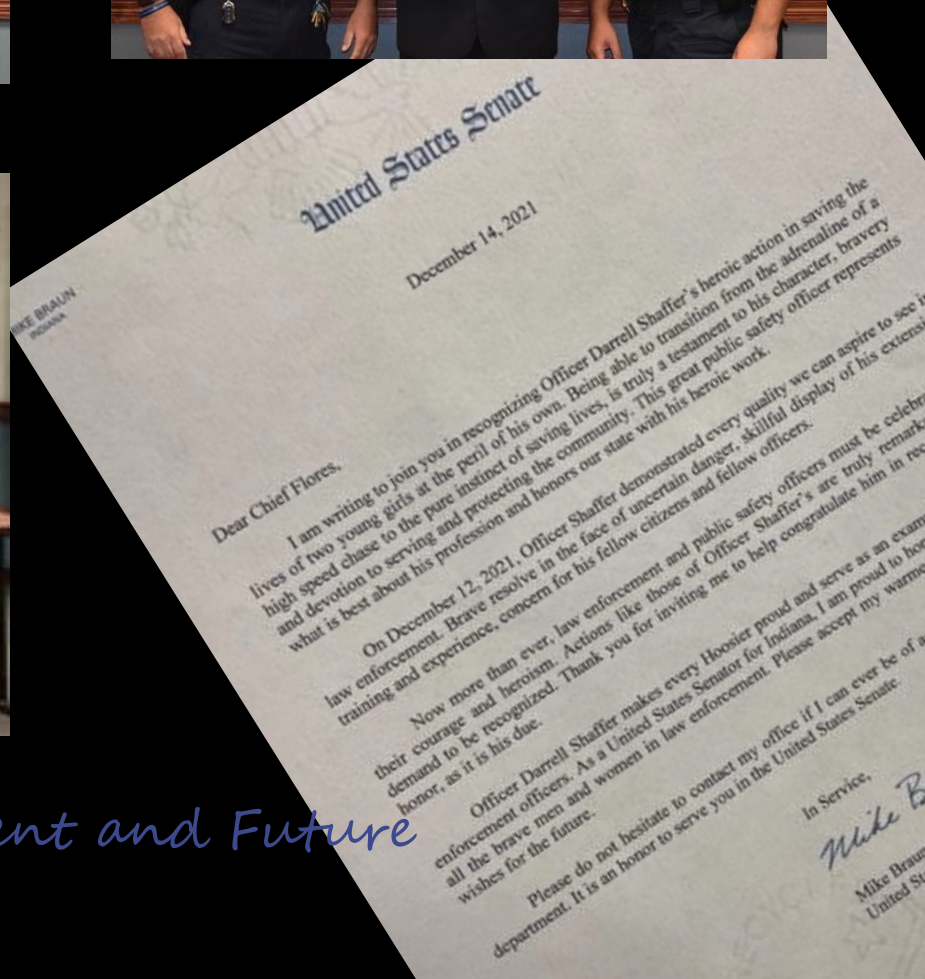 United States Senate
December 14, 2021
MIKE BRAUN
INDIANA
Dear Chief Flores,
I am writing to join you in recognizing Officer Darrell Shaffer's heroic action in saving the
lives of two young girls at the peril of his own. Being able to transition from the adrenaline of a
high speed chase to the pure instinct of saving lives, is truly a testament to his character, bravery
and devotion to serving and protecting the community. This great public safety officer represents
what is best about his profession and honors our state with his heroic work.
On December 12, 2021, Officer Shaffer demonstrated every quality we can aspire to see
law enforcement. Brave resolve in the face of uncertain danger, skillful display of his
training and experience, concern for his fellow citizens and fellow officers.
Now more than ever, law enforcement and public safety officers must be
their courage and heroism. Actions like those of Officer Shaffer's are truly
demand to be recognized. Thank you for inviting me to help congratulate him in
honor, as it is his due.
Officer Darrell Shaffer makes every Hoosier proud and serve as an
enforcement officers. As a United States Senator for Indiana, I am proud to
all the brave men and women in law enforcement. Please accept my
wishes for the future.
Please do not hesitate to contact my office if I can ever be of
department. It is an honor to serve you in the United States Senate
In Service,
Mike B
Mike Braun
United
ent and Future